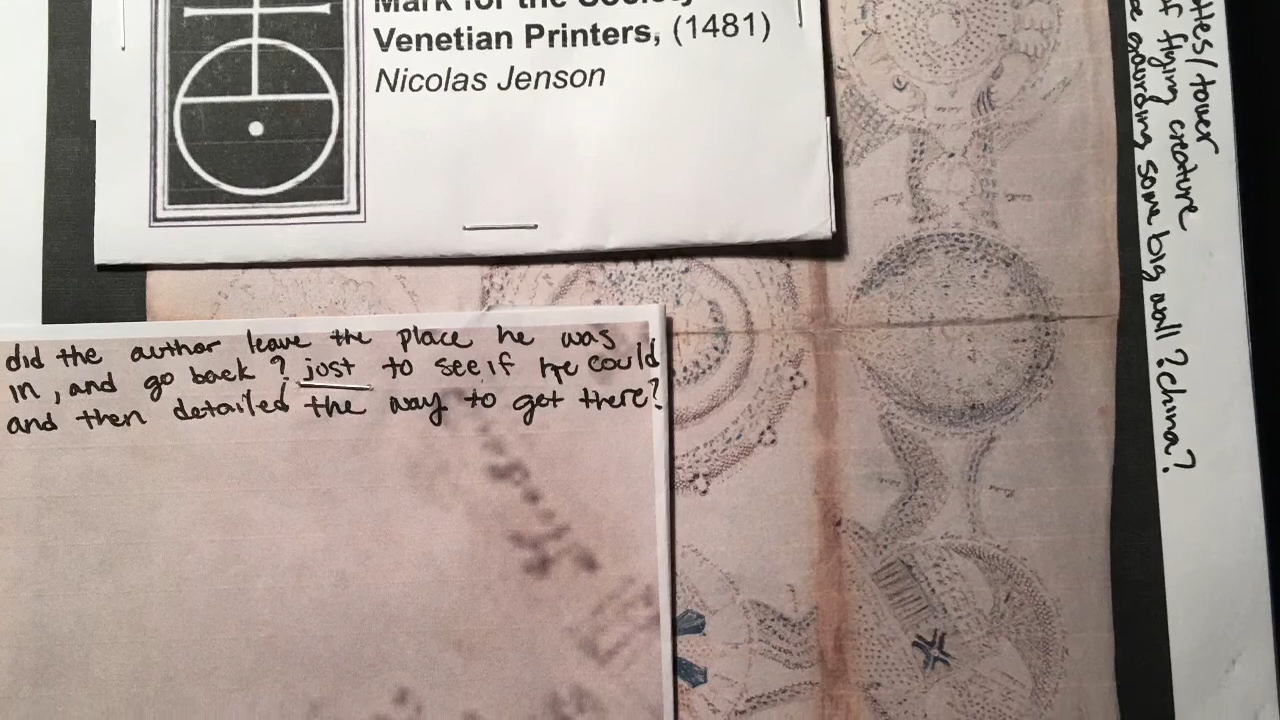 Mark for the Society
Venetian Printers, (1481)
Nicolas Jenson
did the author leave the place he was
in, and go back? just to see if he could
and then detailed the way to get there?
tles/tower
flying creature
guarding some big wall? china?